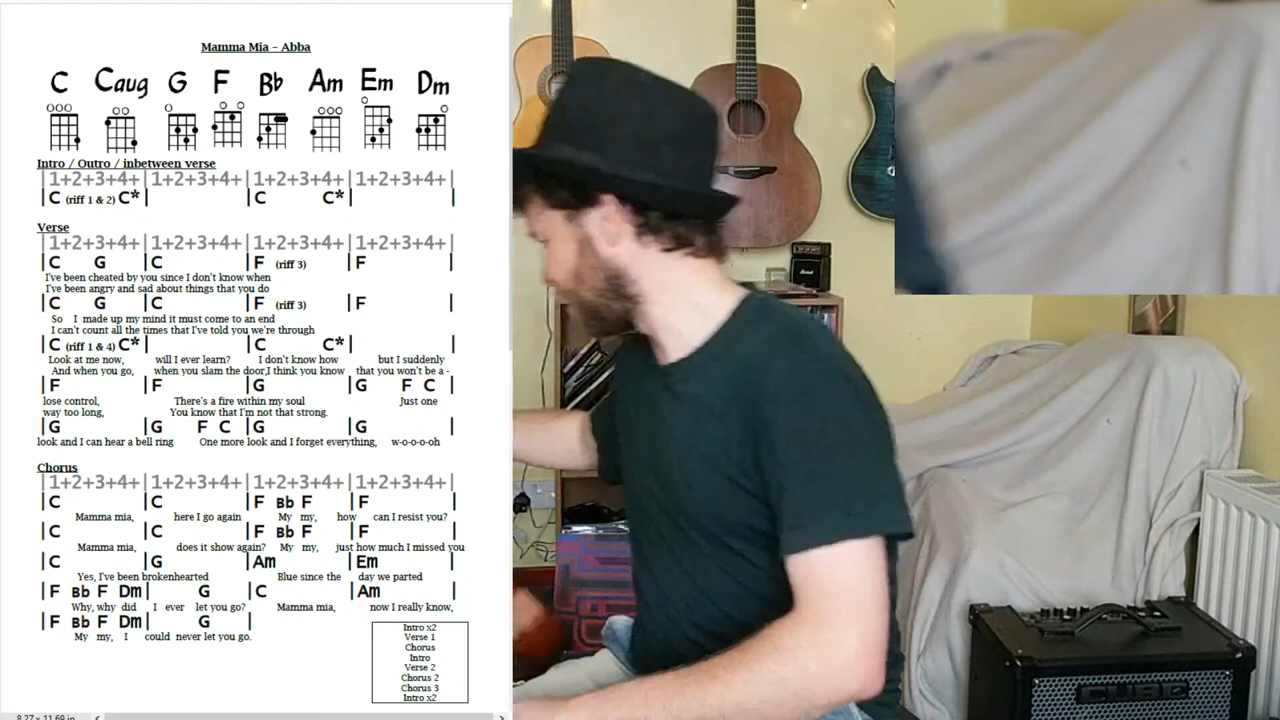 Mamma Mia – Abba
C Caug G F Bb Am Em Dm
Intro / Outro / inbetween verse
|1+2+3+4+|1+2+3+4+|1+2+3+4+|1+2+3+4+|
|C (riff 1 & 2) C*| |C C*| |
Verse
|1+2+3+4+|1+2+3+4+|1+2+3+4+|1+2+3+4+|
|C G |C |F (riff 3) |F |
I've been cheated by you since I don't know when
I've been angry and sad about things that you do
|C G |C |F (riff 3) |F |
So I made up my mind it must come to an end
I can't count all the times that I've told you we're through
|C (riff 1 & 4) C*| |C C*| |
Look at me now, will I ever learn? I don't know how but I suddenly
And when you go, when you slam the door,I think you know that you won't be a -
|F |F |G |G F C |
lose control, There's a fire within my soul Just one
way too long, You know that I'm not that strong.
|G |G F C |G |G |
look and I can hear a bell ring One more look and I forget everything, w-o-o-o-oh
Chorus
|1+2+3+4+|1+2+3+4+|1+2+3+4+|1+2+3+4+|
|C |C |F Bb F |F |
Mamma mia, here I go again My my, how can I resist you?
|C |C |F Bb F |F |
Mamma mia, does it show again? My my, just how much I missed you
|C |G |Am |Em |
Yes, I've been brokenhearted Blue since the day we parted
|F Bb F Dm| G |C |Am |
Why, why did I ever let you go? Mamma mia, now I really know,
|F Bb F Dm| G |
My my, I could never let you go.
Intro x2
Verse 1
Chorus
Intro
Verse 2
Chorus 2
Chorus 3
Intro x2
8.27 x 11.69 in
Marshall
CUBE